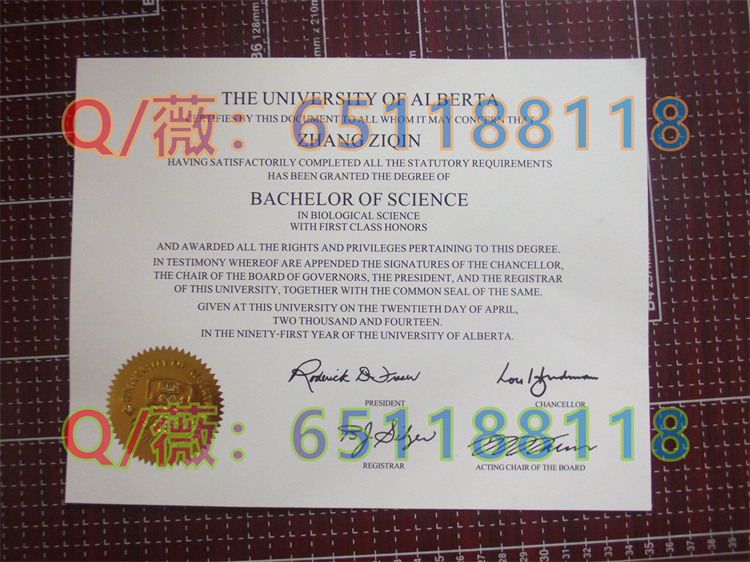 THE UNIVERSITY OF ALBERTA
Q/薇：651188118
CERTIFIES BY THIS DOCUMENT TO ALL WHOM IT MAY CONCERN THAT
ZHANG ZIQIN
HAVING SATISFACTORILY COMPLETED ALL THE STATUTORY REQUIREMENTS
HAS BEEN GRANTED THE DEGREE OF
BACHELOR OF SCIENCE
IN BIOLOGICAL SCIENCE
WITH FIRST CLASS HONORS
AND AWARDED ALL THE RIGHTS AND PRIVILEGES PERTAINING TO THIS DEGREE.
IN TESTIMONY WHEREOF ARE APPENDED THE SIGNATURES OF THE CHANCELLOR,
THE CHAIR OF THE BOARD OF GOVERNORS, THE PRESIDENT, AND THE REGISTRAR
OF THIS UNIVERSITY, TOGETHER WITH THE COMMON SEAL OF THE SAME.
GIVEN AT THIS UNIVERSITY ON THE TWENTIETH DAY OF APRIL,
TWO THOUSAND AND FOURTEEN.
IN THE NINETY-FIRST YEAR OF THE UNIVERSITY OF ALBERTA.
Roderick D. Fraser
PRESIDENT
CHANCELLOR
Q/薇：651188118
REGISTRAR
ACTING CHAIR OF THE BOARD